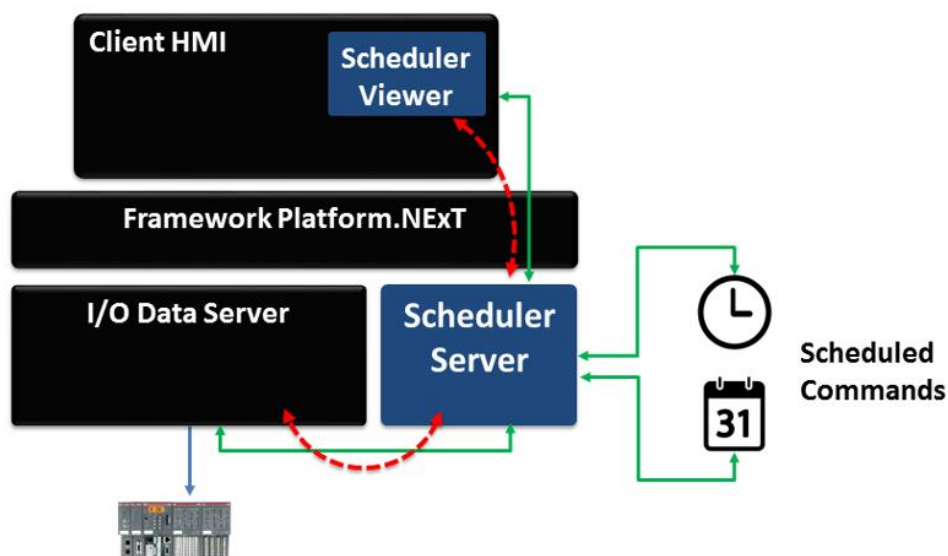 Client HMI
Scheduler
Viewer
Framework Platform.NExT
I/O Data Server
Scheduler
Server
Scheduled
Commands
31